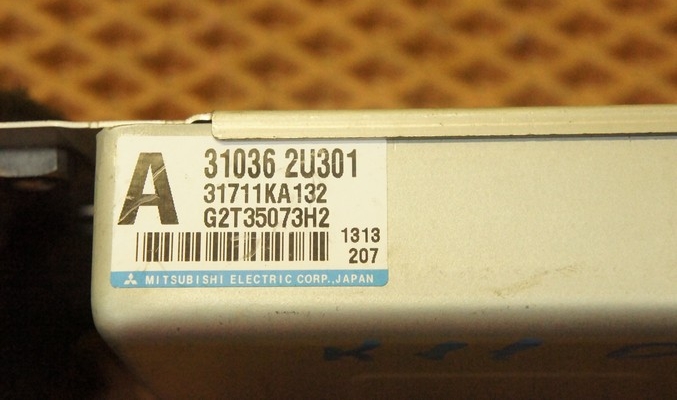 A
31036 2U301
31711KA132
G2T35073H2
1313
207
MITSUBISHI ELECTRIC CORP.,JAPAN